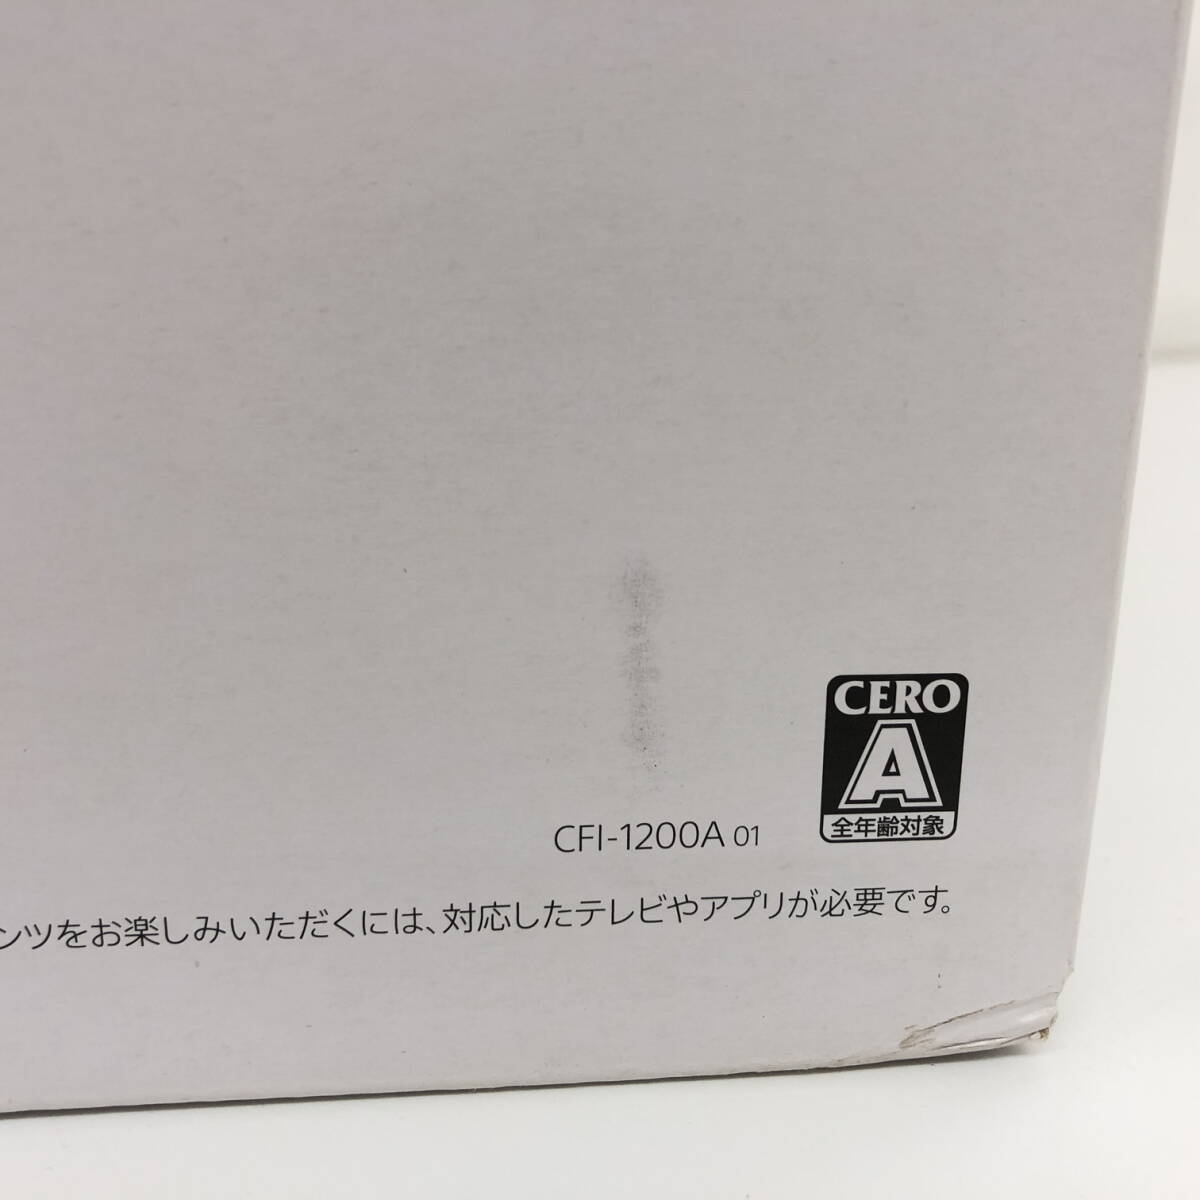 CERO
A
全年齢対象
CFI-1200A 01
ンツをお楽しみいただくには、対応したテレビやアプリが必要です。